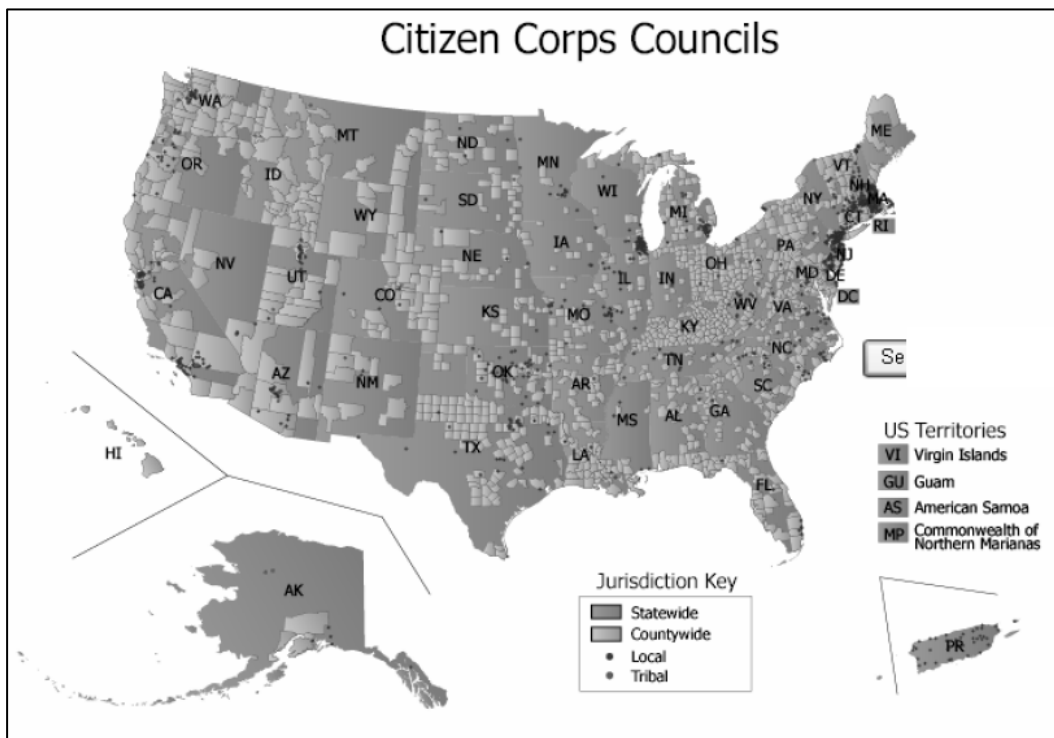 Citizen Corps Councils
WA
MT
ND
MN
ME
OR
ID
WY
SD
WI
MI
VT
NH
NY
MA
CT
RI
NV
UT
CO
NE
IA
IL
IN
OH
PA
NJ
MD
DE
DC
CA
KS
MO
KY
WV
VA
AZ
NM
OK
AR
TN
NC
SC
TX
LA
MS
AL
GA
FL
HI
AK
PR
Se
US Territories
VI Virgin Islands
GU Guam
AS American Samoa
MP Commonwealth of
Northern Marianas
Jurisdiction Key
Statewide
Countywide
Local
Tribal